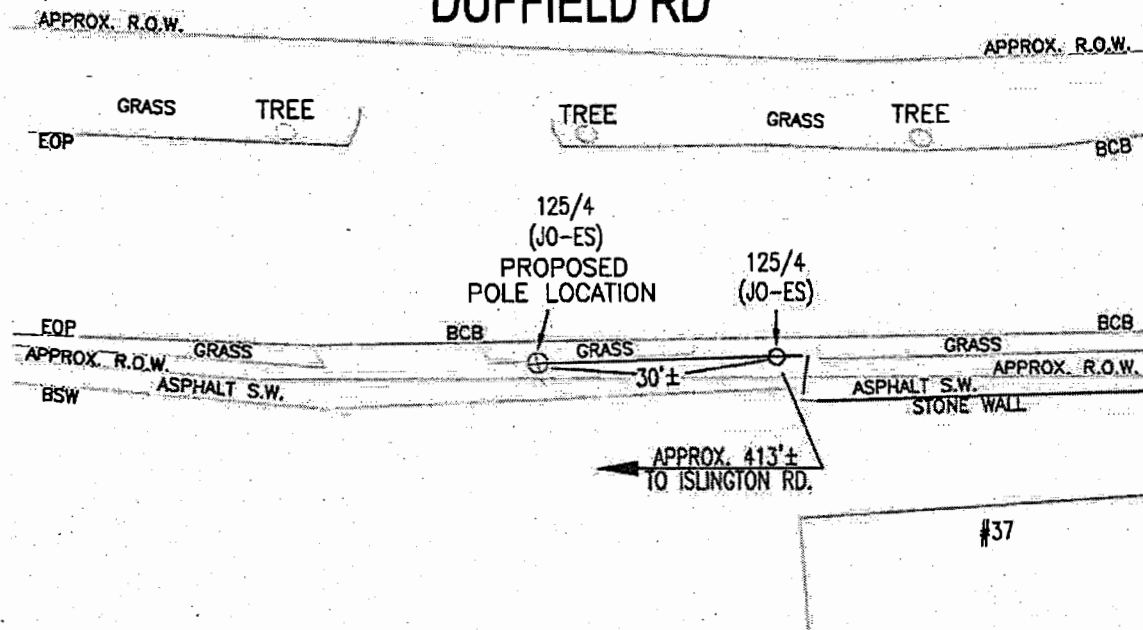 DUFFIELD RD
APPROX. R.O.W.
APPROX. R.O.W.
GRASS
TREE
TREE
GRASS
TREE
EOP
BCB
125/4
(JO-ES)
PROPOSED
POLE LOCATION
125/4
(JO-ES)
EOP
BCB
BCB
GRASS
GRASS
GRASS
APPROX. R.O.W.
APPROX. R.O.W.
30'±
BSW
ASPHALT S.W.
ASPHALT S.W.
STONE WALL
APPROX. 413'±
TO ISLINGTON RD.
#37